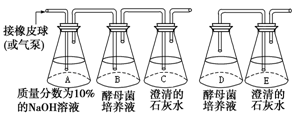 接橡皮球
(或气泵)
A B C D E
质量分数为10% 酵母菌 澄清的 酵母菌 澄清的
的NaOH溶液 培养液 石灰水 培养液 石灰水